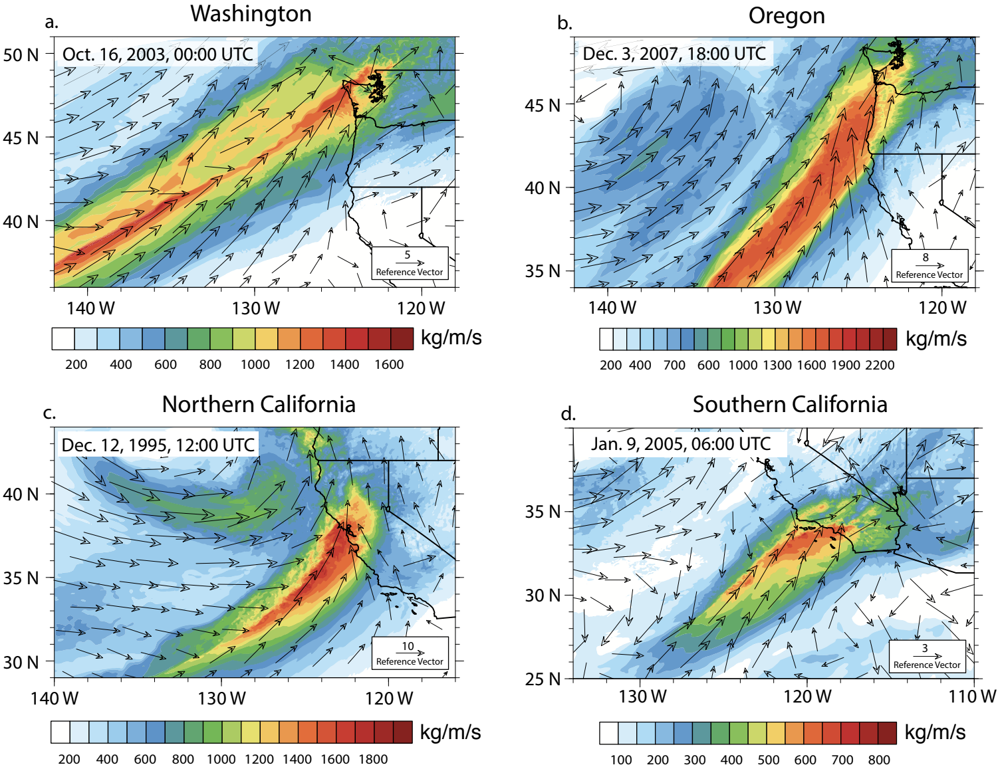 Washington
a.
Oct. 16, 2003, 00:00 UTC
50 N
45 N
40 N
5
Reference Vector
140 W 130 W 120 W
kg/m/s
200 400 600 800 1000 1200 1400 1600
Oregon
b.
Dec. 3, 2007, 18:00 UTC
45 N
40 N
35 N
8
Reference Vector
140 W 130 W 120 W
kg/m/s
200 400 700 600 1000 1300 1600 1900 2200
Northern California
c.
Dec. 12, 1995, 12:00 UTC
40 N
35 N
30 N
10
Reference Vector
140 W 130 W 120 W
kg/m/s
200 400 600 800 1000 1200 1400 1600 1800
Southern California
d.
Jan. 9, 2005, 06:00 UTC
35 N
30 N
25 N
3
Reference Vector
130 W 120 W 110 W
kg/m/s
100 200 300 400 500 600 700 800